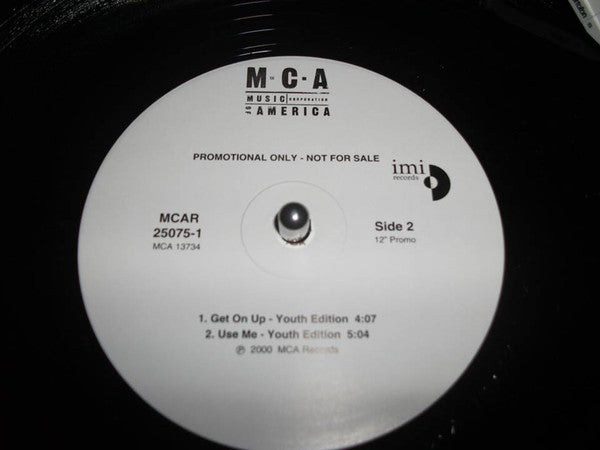 M·C·A
MUSIC CORPORATION
OF AMERICA
PROMOTIONAL ONLY - NOT FOR SALE
imi
records
MCAR
25075-1
MCA 13734
Side 2
12" Promo
1. Get On Up - Youth Edition 4:07
2. Use Me - Youth Edition 5:04
℗ 2000 MCA Records